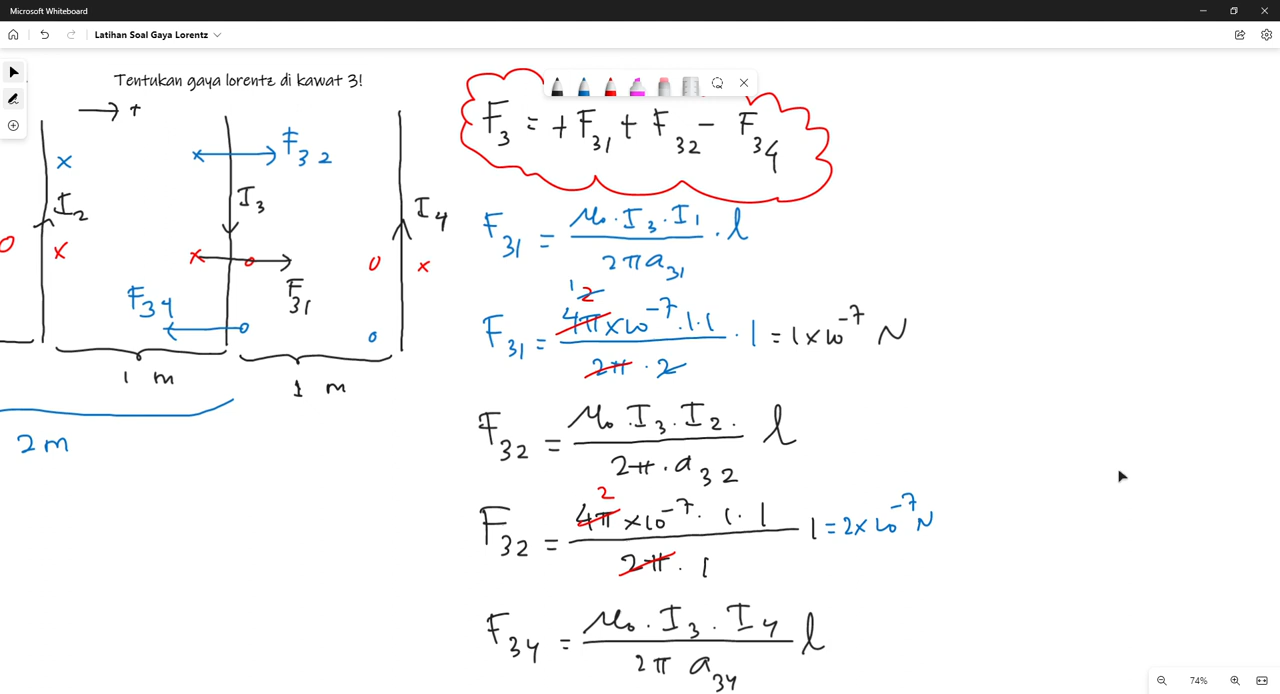 Microsoft Whiteboard
Latihan Soal Gaya Lorentz
Tentukan gaya lorentz di kawat 3!
→ +
F₃ = + F₃₁ + F₃₂ − F₃₄
x
x F₃₂
I₂
I₃
I₄
F₃₁ = μ₀ . I₃ . I₁ / 2π a₃₁ . l
o
x
x o
o
x
F₃₄
F₃₁
o
o
1 2
F₃₁ = 4π x 10⁻⁷ . 1 . 1 / 2π . 2 . 1 = 1 x 10⁻⁷ N
1 m
1 m
2 m
F₃₂ = μ₀ . I₃ . I₂ . / 2π . a₃₂ l
2
F₃₂ = 4π x 10⁻⁷ . 1 . 1 / 2π . 1 1 = 2 x 10⁻⁷ N
F₃₄ = μ₀ . I₃ . I₄ / 2π a₃₄ l
74%